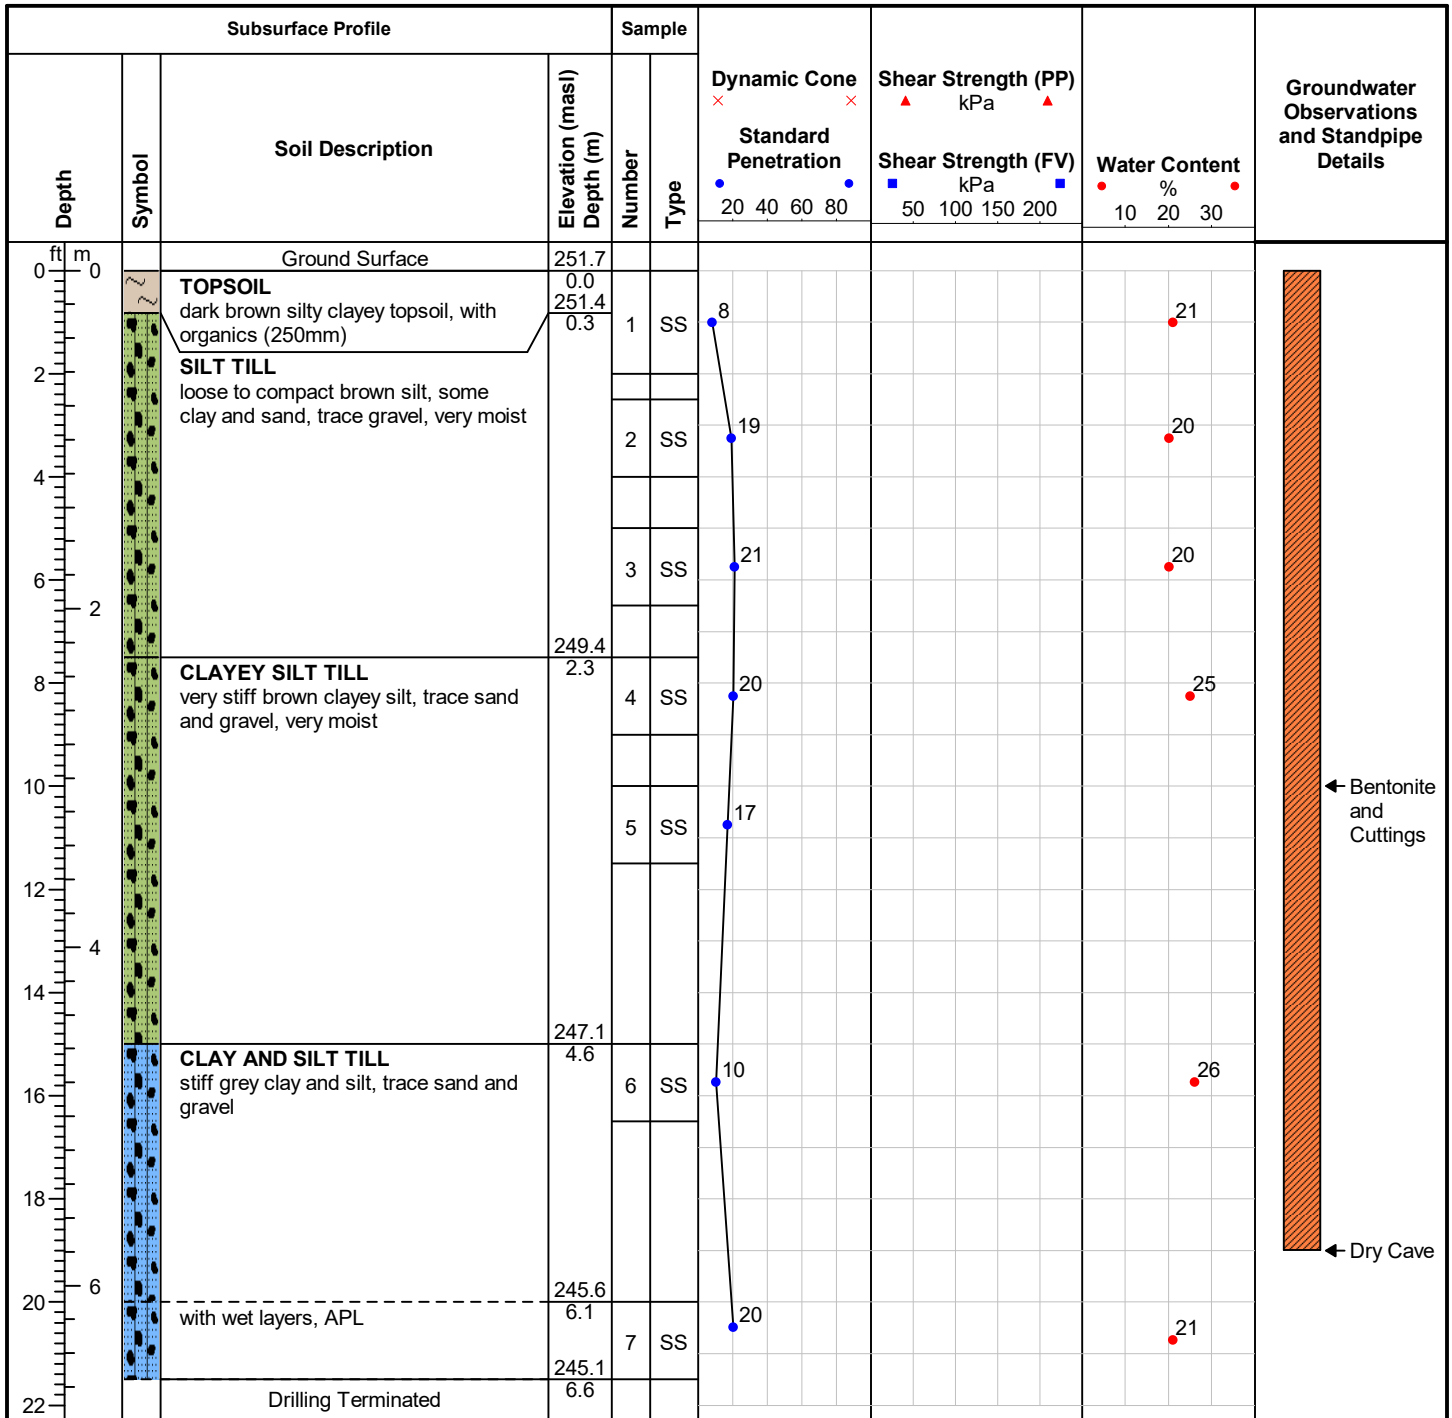 Subsurface Profile
Sample
Depth
Symbol
Soil Description
Elevation (masl)
Depth (m)
Number
Type
Dynamic Cone
Standard
Penetration
20 40 60 80
Shear Strength (PP)
kPa
Shear Strength (FV)
kPa
50 100 150 200
Water Content
%
10 20 30
Groundwater
Observations
and Standpipe
Details
ft m
0 0
2
4
6
2
8
10
12
4
14
16
18
6
20
22
Ground Surface
251.7
0.0
TOPSOIL
dark brown silty clayey topsoil, with
organics (250mm)
251.4
0.3
SILT TILL
loose to compact brown silt, some
clay and sand, trace gravel, very moist
249.4
2.3
CLAYEY SILT TILL
very stiff brown clayey silt, trace sand
and gravel, very moist
247.1
4.6
CLAY AND SILT TILL
stiff grey clay and silt, trace sand and
gravel
245.6
6.1
with wet layers, APL
245.1
6.6
Drilling Terminated
1 SS 8 21
2 SS 19 20
3 SS 21 20
4 SS 20 25
5 SS 17
6 SS 10 26
7 SS 20 21
Bentonite
and
Cuttings
Dry Cave